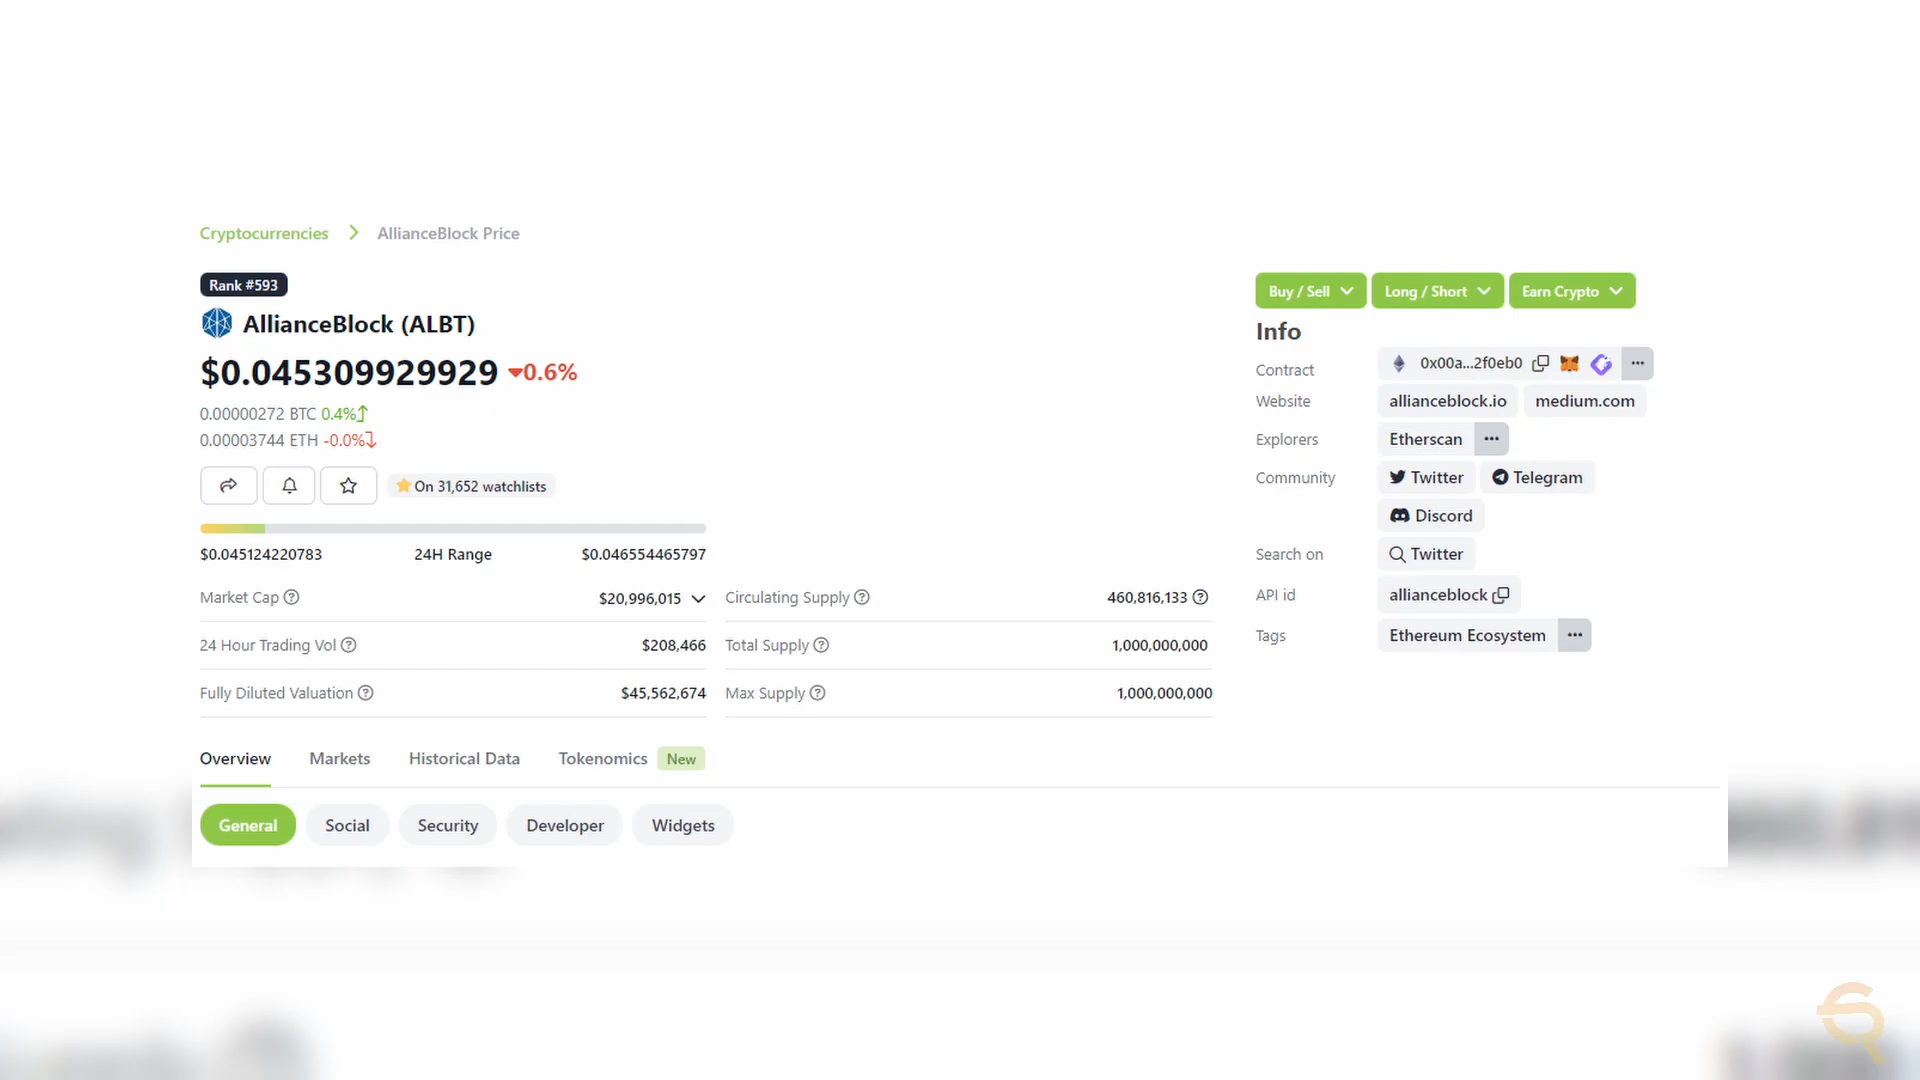 Cryptocurrencies AllianceBlock Price
Rank #593
AllianceBlock (ALBT)
$0.045309929929 0.6%
0.00000272 BTC 0.4%
0.00003744 ETH -0.0%
On 31,652 watchlists
$0.045124220783 24H Range $0.046554465797
Market Cap $20,996,015
24 Hour Trading Vol $208,466
Fully Diluted Valuation $45,562,674
Circulating Supply 460,816,133
Total Supply 1,000,000,000
Max Supply 1,000,000,000
Buy / Sell Long / Short Earn Crypto
Info
Contract 0x00a...2f0eb0 ...
Website allianceblock.io medium.com
Explorers Etherscan ...
Community Twitter Telegram
Discord
Search on Twitter
API id allianceblock
Tags Ethereum Ecosystem ...
Overview Markets Historical Data Tokenomics New
General Social Security Developer Widgets